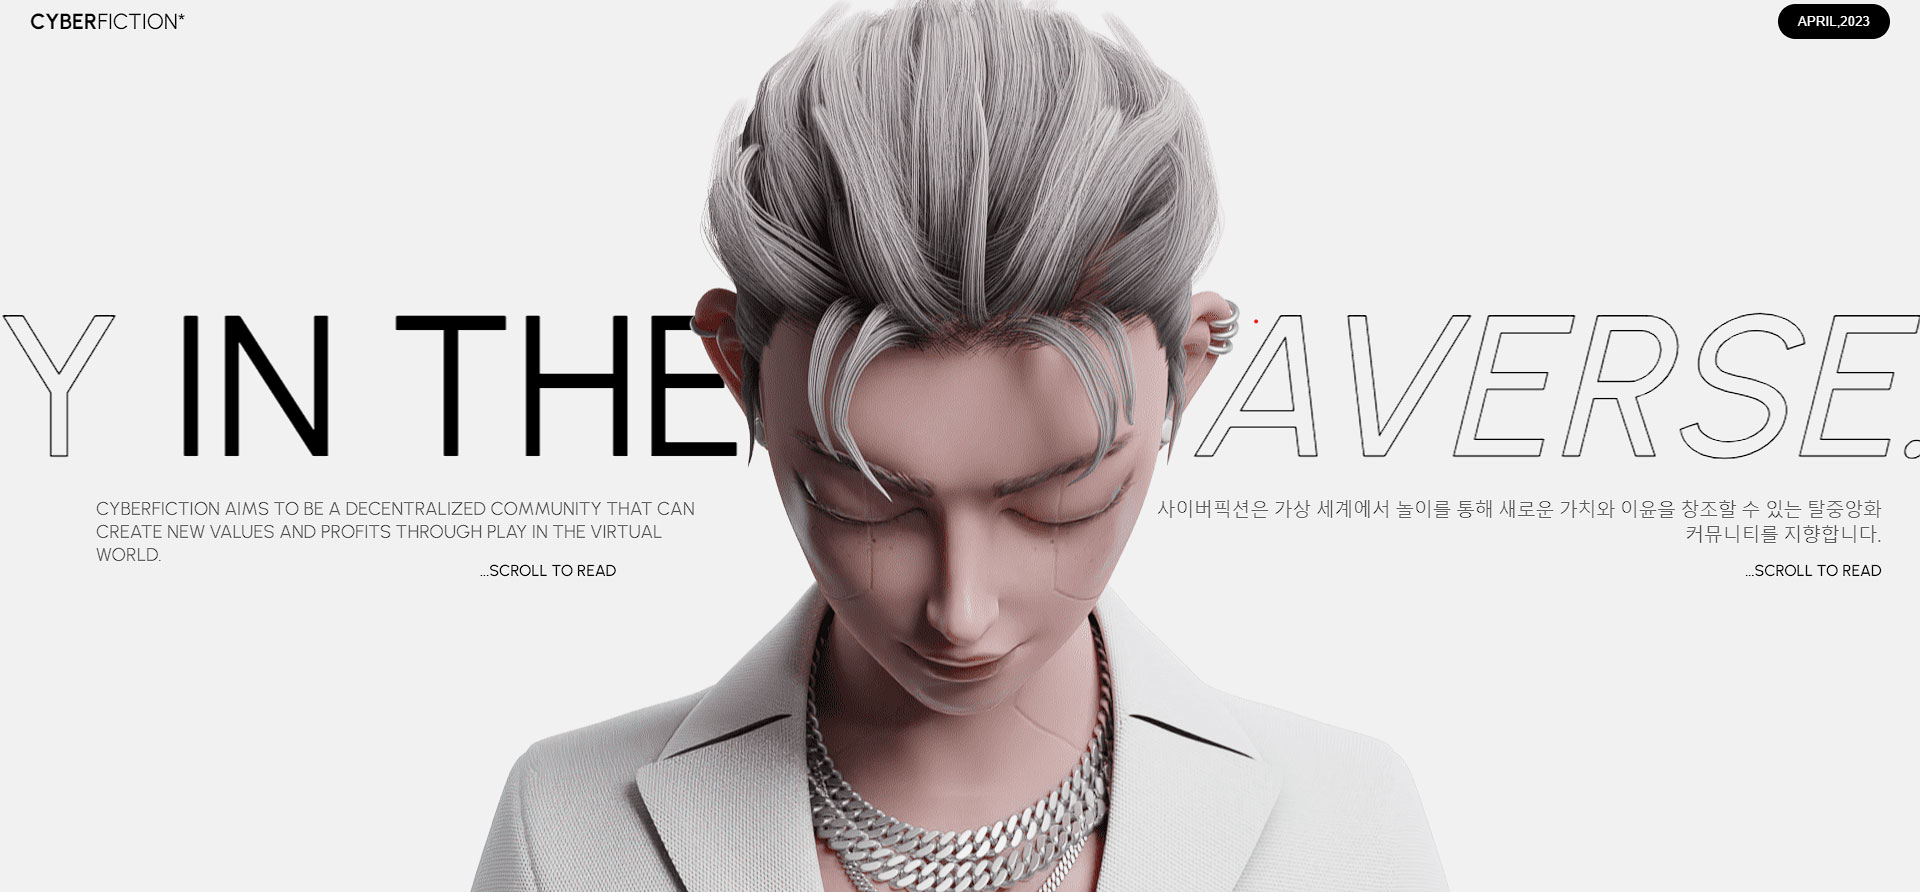 CYBERFICTION*
APRIL,2023
Y IN THE AVERSE.
CYBERFICTION AIMS TO BE A DECENTRALIZED COMMUNITY THAT CAN
CREATE NEW VALUES AND PROFITS THROUGH PLAY IN THE VIRTUAL
WORLD.
...SCROLL TO READ
사이버픽션은 가상 세계에서 놀이를 통해 새로운 가치와 이윤을 창조할 수 있는 탈중앙화
커뮤니티를 지향합니다.
...SCROLL TO READ